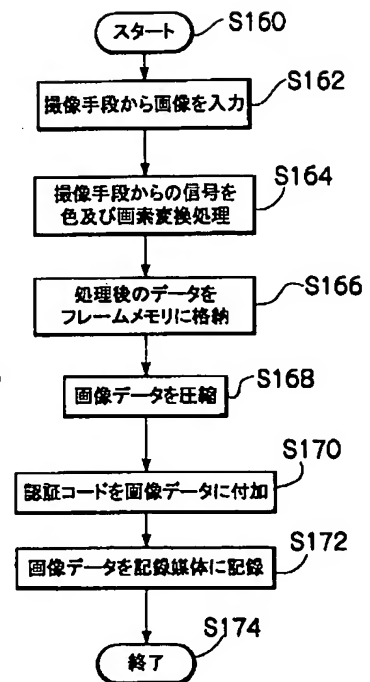 スタート
S160
撮像手段から画像を入力
S162
撮像手段からの信号を
色及び画素変換処理
S164
処理後のデータを
フレームメモリに格納
S166
画像データを圧縮
S168
認証コードを画像データに付加
S170
画像データを記録媒体に記録
S172
終了
S174